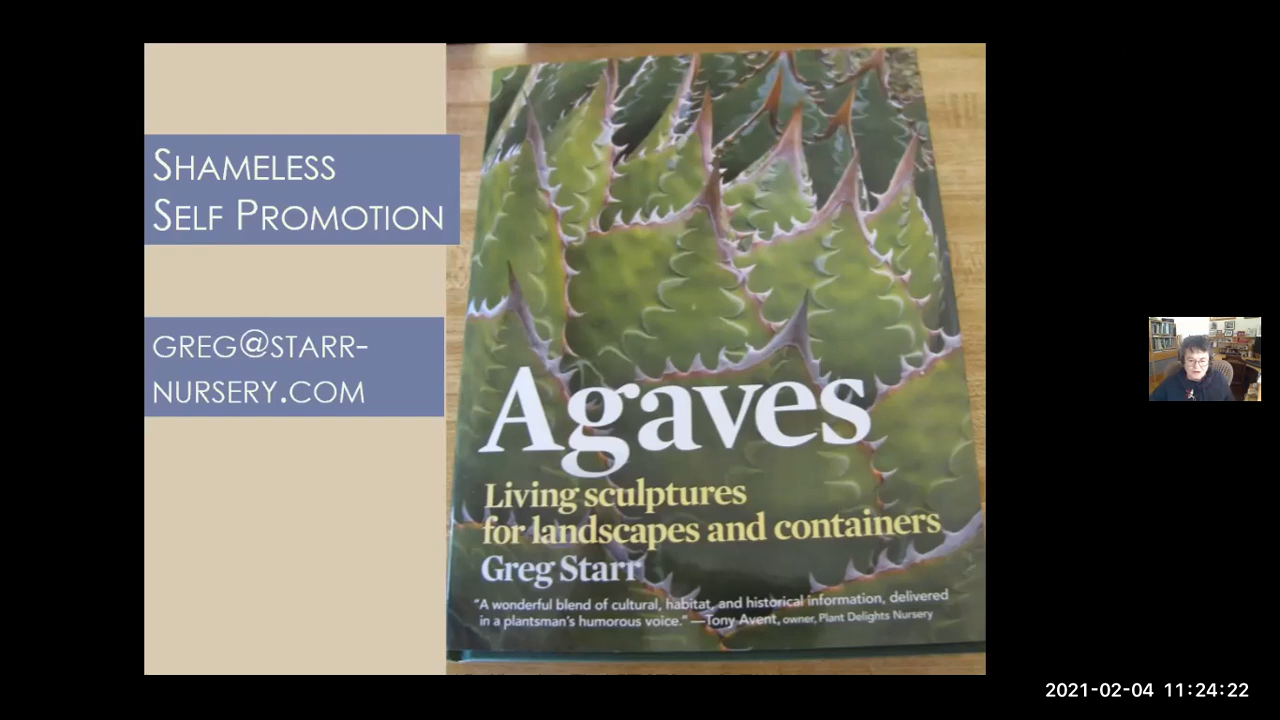 SHAMELESS
SELF PROMOTION
GREG@STARR-
NURSERY.COM
Agaves
Living sculptures
for landscapes and containers
Greg Starr
"A wonderful blend of cultural, habitat, and historical information, delivered
in a plantsman's humorous voice." —Tony Avent, owner, Plant Delights Nursery
2021-02-04 11:24:22